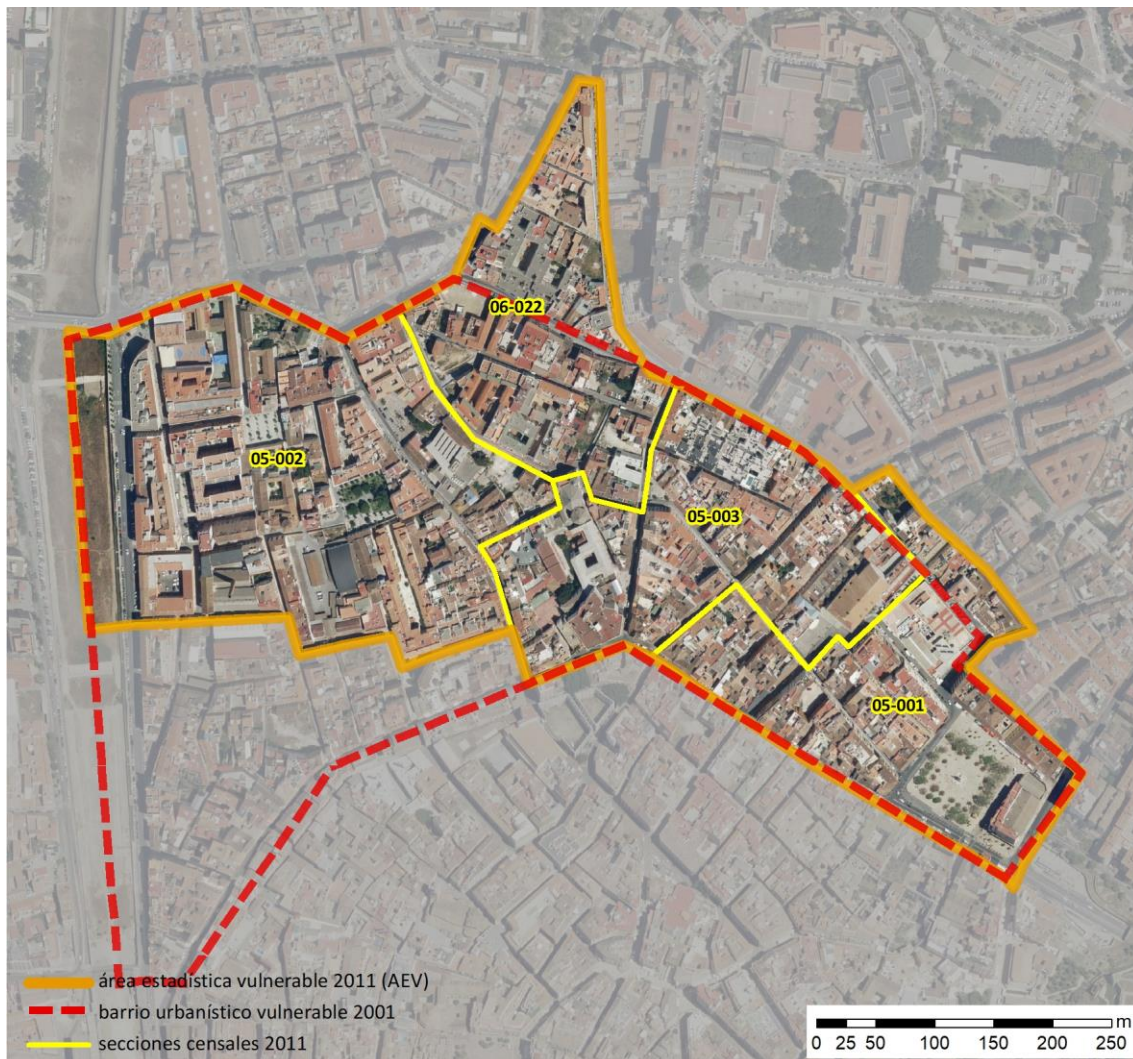 06-022
05-002
05-003
05-001
área estadística vulnerable 2011 (AEV)
barrio urbanístico vulnerable 2001
secciones censales 2011
m
0 25 50 100 150 200 250